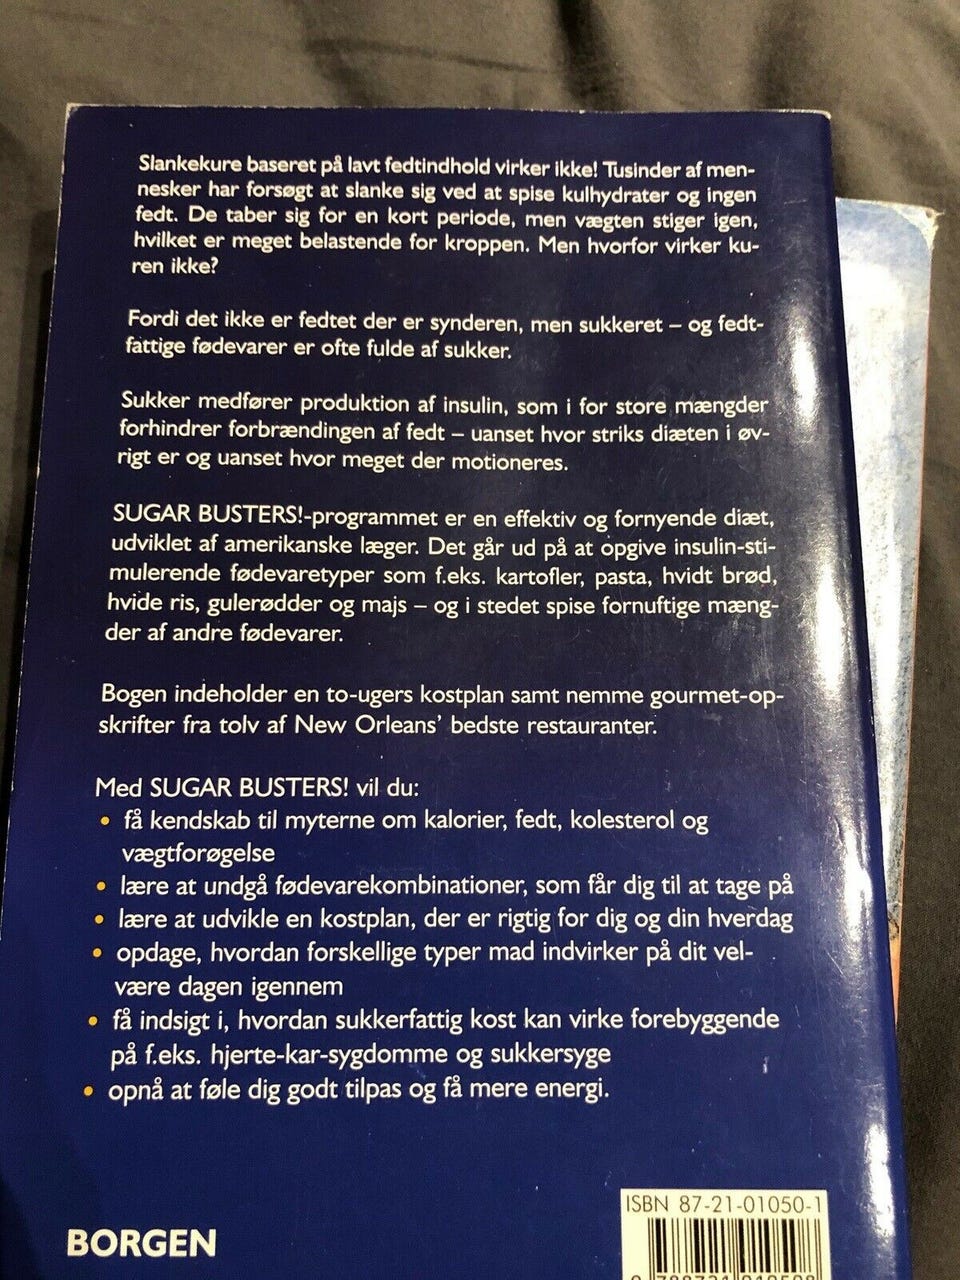 Slankekure baseret på lavt fedtindhold virker ikke! Tusinder af men-
nesker har forsøgt at slanke sig ved at spise kulhydrater og ingen
fedt. De taber sig for en kort periode, men vægten stiger igen,
hvilket er meget belastende for kroppen. Men hvorfor virker ku-
ren ikke?
Fordi det ikke er fedtet der er synderen, men sukkeret – og fedt-
fattige fødevarer er ofte fulde af sukker.
Sukker medfører produktion af insulin, som i for store mængder
forhindrer forbrændingen af fedt – uanset hvor striks diæten i øv-
rigt er og uanset hvor meget der motioneres.
SUGAR BUSTERS!-programmet er en effektiv og fornyende diæt,
udviklet af amerikanske læger. Det går ud på at opgive insulin-sti-
mulerende fødevaretyper som f.eks. kartofler, pasta, hvidt brød,
hvide ris, gulerødder og majs – og i stedet spise fornuftige mæng-
der af andre fødevarer.
Bogen indeholder en to-ugers kostplan samt nemme gourmet-op-
skrifter fra tolv af New Orleans' bedste restauranter.
Med SUGAR BUSTERS! vil du:
• få kendskab til myterne om kalorier, fedt, kolesterol og
vægtforøgelse
• lære at undgå fødevarekombinationer, som får dig til at tage på
• lære at udvikle en kostplan, der er rigtig for dig og din hverdag
• opdage, hvordan forskellige typer mad indvirker på dit vel-
være dagen igennem
• få indsigt i, hvordan sukkerfattig kost kan virke forebyggende
på f.eks. hjerte-kar-sygdomme og sukkersyge
• opnå at føle dig godt tilpas og få mere energi.
ISBN 87-21-01050-1
BORGEN